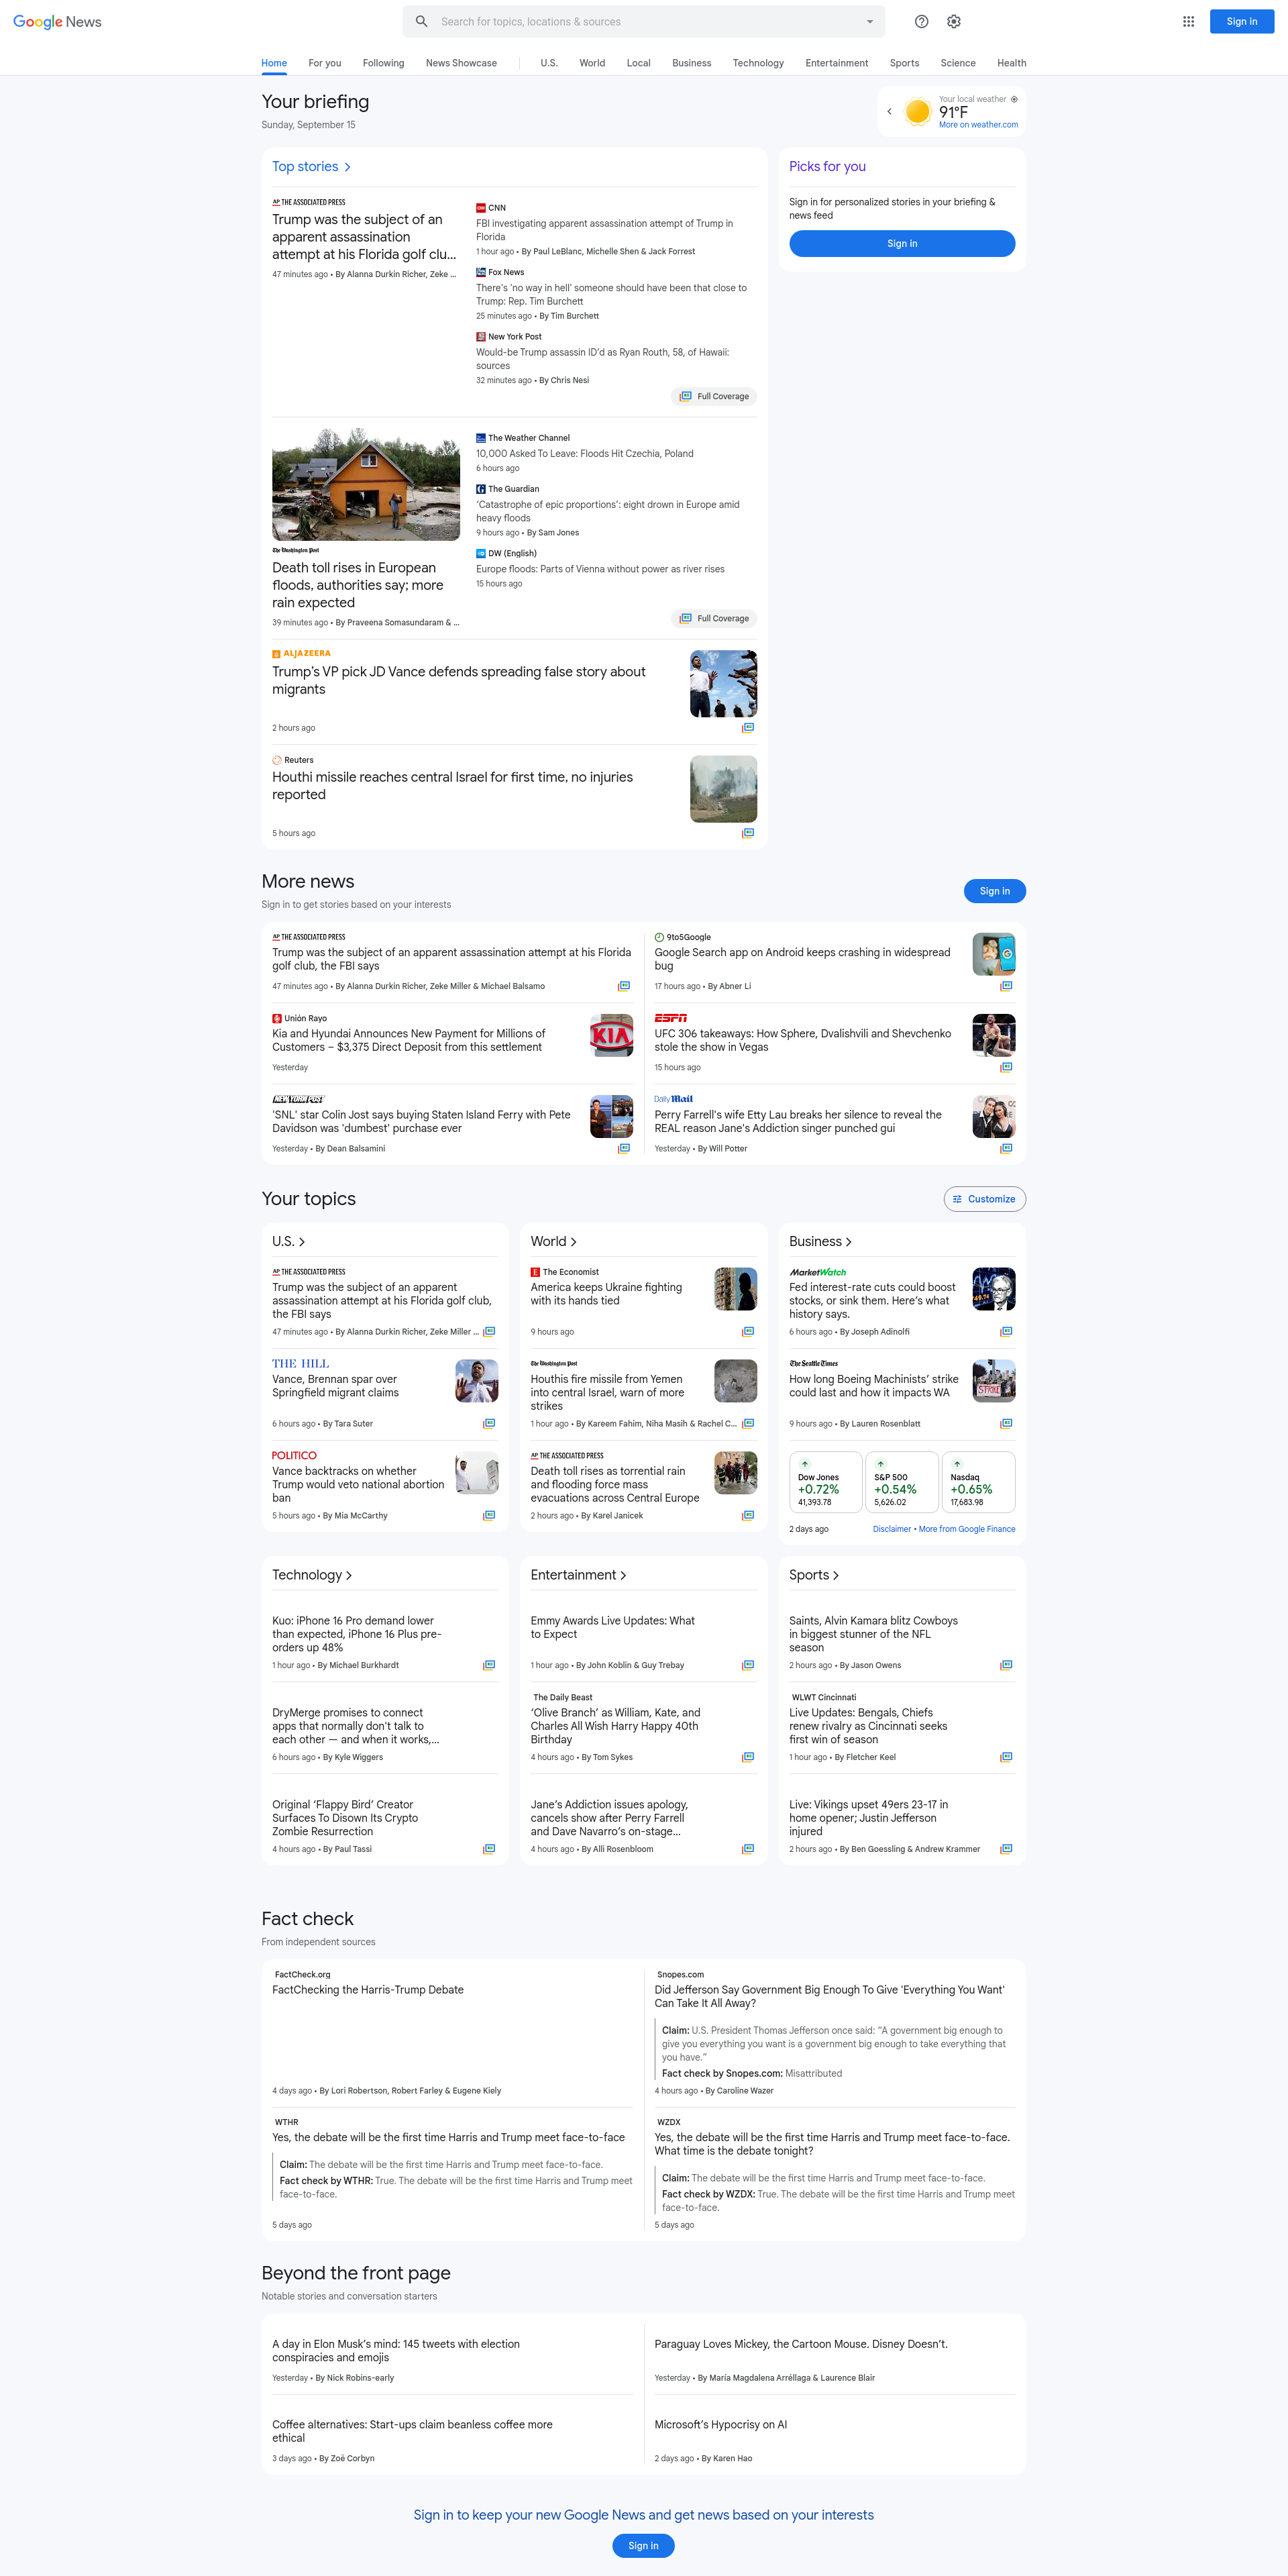 Google News
Search for topics, locations & sources
Sign in
Home
For you
Following
News Showcase
U.S.
World
Local
Business
Technology
Entertainment
Sports
Science
Health
Your briefing
Sunday, September 15
Your local weather
91°F
More on weather.com
Top stories
AP THE ASSOCIATED PRESS
Trump was the subject of an
apparent assassination
attempt at his Florida golf clu...
47 minutes ago • By Alanna Durkin Richer, Zeke ...
CNN
FBI investigating apparent assassination attempt of Trump in
Florida
1 hour ago • By Paul LeBlanc, Michelle Shen & Jack Forrest
Fox News
There's 'no way in hell' someone should have been that close to
Trump: Rep. Tim Burchett
25 minutes ago • By Tim Burchett
New York Post
Would-be Trump assassin ID’d as Ryan Routh, 58, of Hawaii:
sources
32 minutes ago • By Chris Nesi
Full Coverage
Picks for you
Sign in for personalized stories in your briefing &
news feed
Sign in
The Washington Post
Death toll rises in European
floods, authorities say; more
rain expected
39 minutes ago • By Praveena Somasundaram & ...
The Weather Channel
10,000 Asked To Leave: Floods Hit Czechia, Poland
6 hours ago
The Guardian
‘Catastrophe of epic proportions’: eight drown in Europe amid
heavy floods
9 hours ago • By Sam Jones
DW (English)
Europe floods: Parts of Vienna without power as river rises
15 hours ago
Full Coverage
ALJAZEERA
Trump’s VP pick JD Vance defends spreading false story about
migrants
2 hours ago
Reuters
Houthi missile reaches central Israel for first time, no injuries
reported
5 hours ago
More news
Sign in to get stories based on your interests
Sign in
AP THE ASSOCIATED PRESS
Trump was the subject of an apparent assassination attempt at his Florida
golf club, the FBI says
47 minutes ago • By Alanna Durkin Richer, Zeke Miller & Michael Balsamo
9to5Google
Google Search app on Android keeps crashing in widespread
bug
17 hours ago • By Abner Li
Unión Rayo
Kia and Hyundai Announces New Payment for Millions of
Customers – $3,375 Direct Deposit from this settlement
Yesterday
KIA
ESPN
UFC 306 takeaways: How Sphere, Dvalishvili and Shevchenko
stole the show in Vegas
15 hours ago
NEW YORK POST
'SNL' star Colin Jost says buying Staten Island Ferry with Pete
Davidson was 'dumbest' purchase ever
Yesterday • By Dean Balsamini
Daily Mail
Perry Farrell's wife Etty Lau breaks her silence to reveal the
REAL reason Jane's Addiction singer punched gui
Yesterday • By Will Potter
Your topics
Customize
U.S.
AP THE ASSOCIATED PRESS
Trump was the subject of an apparent
assassination attempt at his Florida golf club,
the FBI says
47 minutes ago • By Alanna Durkin Richer, Zeke Miller ...
THE HILL
Vance, Brennan spar over
Springfield migrant claims
6 hours ago • By Tara Suter
POLITICO
Vance backtracks on whether
Trump would veto national abortion
ban
5 hours ago • By Mia McCarthy
World
The Economist
America keeps Ukraine fighting
with its hands tied
9 hours ago
The Washington Post
Houthis fire missile from Yemen
into central Israel, warn of more
strikes
1 hour ago • By Kareem Fahim, Niha Masih & Rachel C...
AP THE ASSOCIATED PRESS
Death toll rises as torrential rain
and flooding force mass
evacuations across Central Europe
2 hours ago • By Karel Janicek
Business
MarketWatch
Fed interest-rate cuts could boost
stocks, or sink them. Here’s what
history says.
6 hours ago • By Joseph Adinolfi
The Seattle Times
How long Boeing Machinists’ strike
could last and how it impacts WA
9 hours ago • By Lauren Rosenblatt
STRIKE
Dow Jones
+0.72%
41,393.78
S&P 500
+0.54%
5,626.02
Nasdaq
+0.65%
17,683.98
2 days ago
Disclaimer • More from Google Finance
Technology
Kuo: iPhone 16 Pro demand lower
than expected, iPhone 16 Plus pre-
orders up 48%
1 hour ago • By Michael Burkhardt
DryMerge promises to connect
apps that normally don't talk to
each other — and when it works,...
6 hours ago • By Kyle Wiggers
Original ‘Flappy Bird’ Creator
Surfaces To Disown Its Crypto
Zombie Resurrection
4 hours ago • By Paul Tassi
Entertainment
Emmy Awards Live Updates: What
to Expect
1 hour ago • By John Koblin & Guy Trebay
The Daily Beast
‘Olive Branch’ as William, Kate, and
Charles All Wish Harry Happy 40th
Birthday
4 hours ago • By Tom Sykes
Jane’s Addiction issues apology,
cancels show after Perry Farrell
and Dave Navarro’s on-stage...
4 hours ago • By Alli Rosenbloom
Sports
Saints, Alvin Kamara blitz Cowboys
in biggest stunner of the NFL
season
2 hours ago • By Jason Owens
WLWT Cincinnati
Live Updates: Bengals, Chiefs
renew rivalry as Cincinnati seeks
first win of season
1 hour ago • By Fletcher Keel
Live: Vikings upset 49ers 23-17 in
home opener; Justin Jefferson
injured
2 hours ago • By Ben Goessling & Andrew Krammer
Fact check
From independent sources
FactCheck.org
FactChecking the Harris-Trump Debate
4 days ago • By Lori Robertson, Robert Farley & Eugene Kiely
Snopes.com
Did Jefferson Say Government Big Enough To Give 'Everything You Want'
Can Take It All Away?
Claim: U.S. President Thomas Jefferson once said: “A government big enough to
give you everything you want is a government big enough to take everything that
you have.”
Fact check by Snopes.com: Misattributed
4 hours ago • By Caroline Wazer
WTHR
Yes, the debate will be the first time Harris and Trump meet face-to-face
Claim: The debate will be the first time Harris and Trump meet face-to-face.
Fact check by WTHR: True. The debate will be the first time Harris and Trump meet
face-to-face.
5 days ago
WZDX
Yes, the debate will be the first time Harris and Trump meet face-to-face.
What time is the debate tonight?
Claim: The debate will be the first time Harris and Trump meet face-to-face.
Fact check by WZDX: True. The debate will be the first time Harris and Trump meet
face-to-face.
5 days ago
Beyond the front page
Notable stories and conversation starters
A day in Elon Musk’s mind: 145 tweets with election
conspiracies and emojis
Yesterday • By Nick Robins-early
Paraguay Loves Mickey, the Cartoon Mouse. Disney Doesn’t.
Yesterday • By María Magdalena Arréllaga & Laurence Blair
Coffee alternatives: Start-ups claim beanless coffee more
ethical
3 days ago • By Zoë Corbyn
Microsoft’s Hypocrisy on AI
2 days ago • By Karen Hao
Sign in to keep your new Google News and get news based on your interests
Sign in